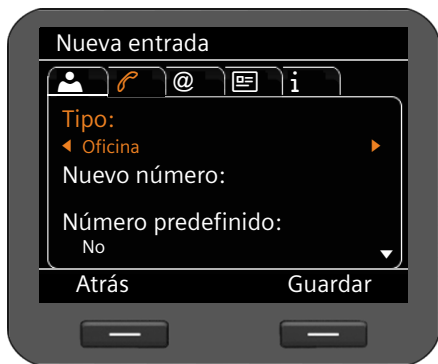 Nueva entrada
@ i
Tipo:
Oficina
Nuevo número:
Número predefinido:
No
Atrás Guardar